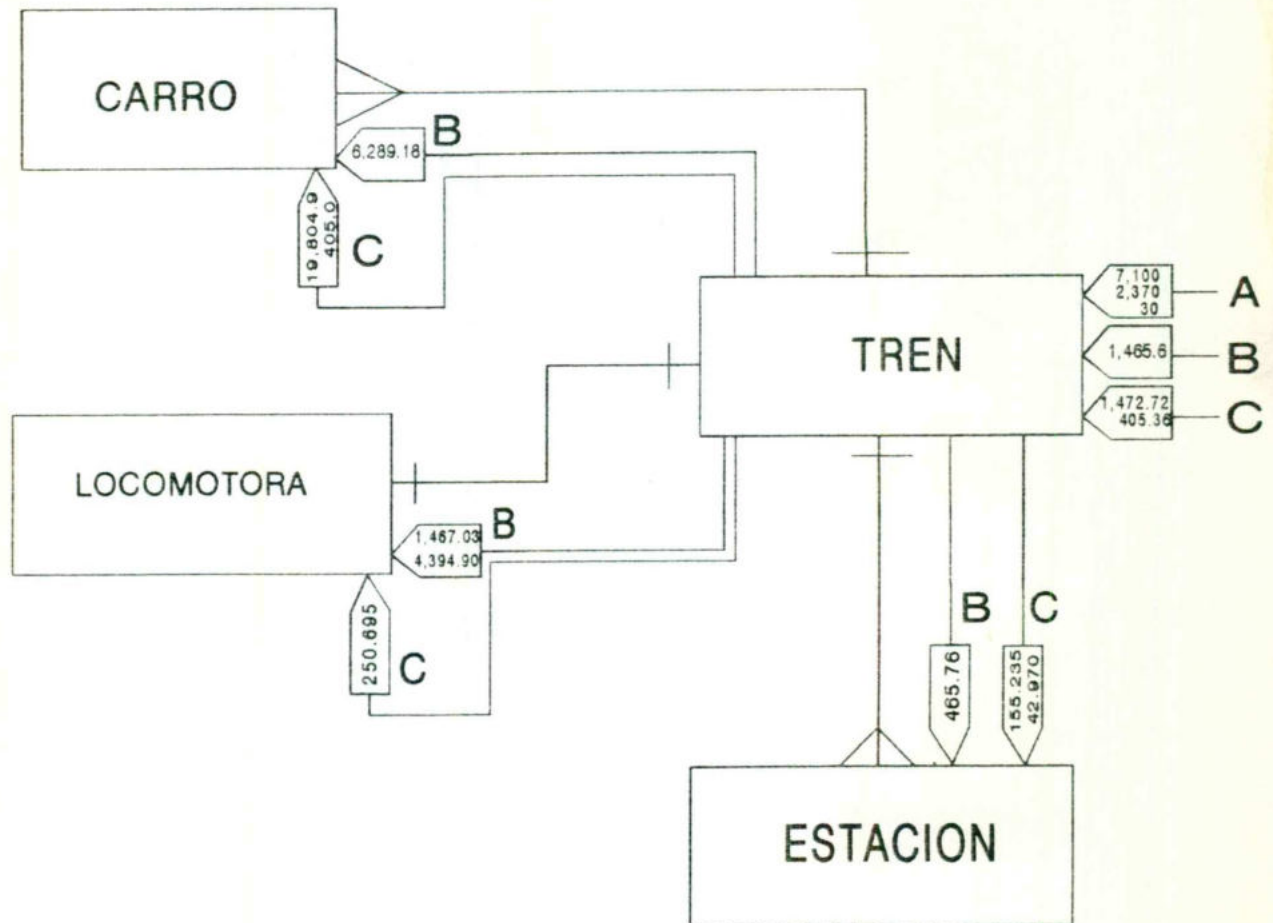 CARRO
B
6,289.18
19,804.9
405.0
C
7,100
2,370
30
A
TREN
1,465.6
B
1,472.72
405.36
C
LOCOMOTORA
B
1,467.03
4,394.90
250.695
C
B
C
465.76
155.235
42.970
ESTACION